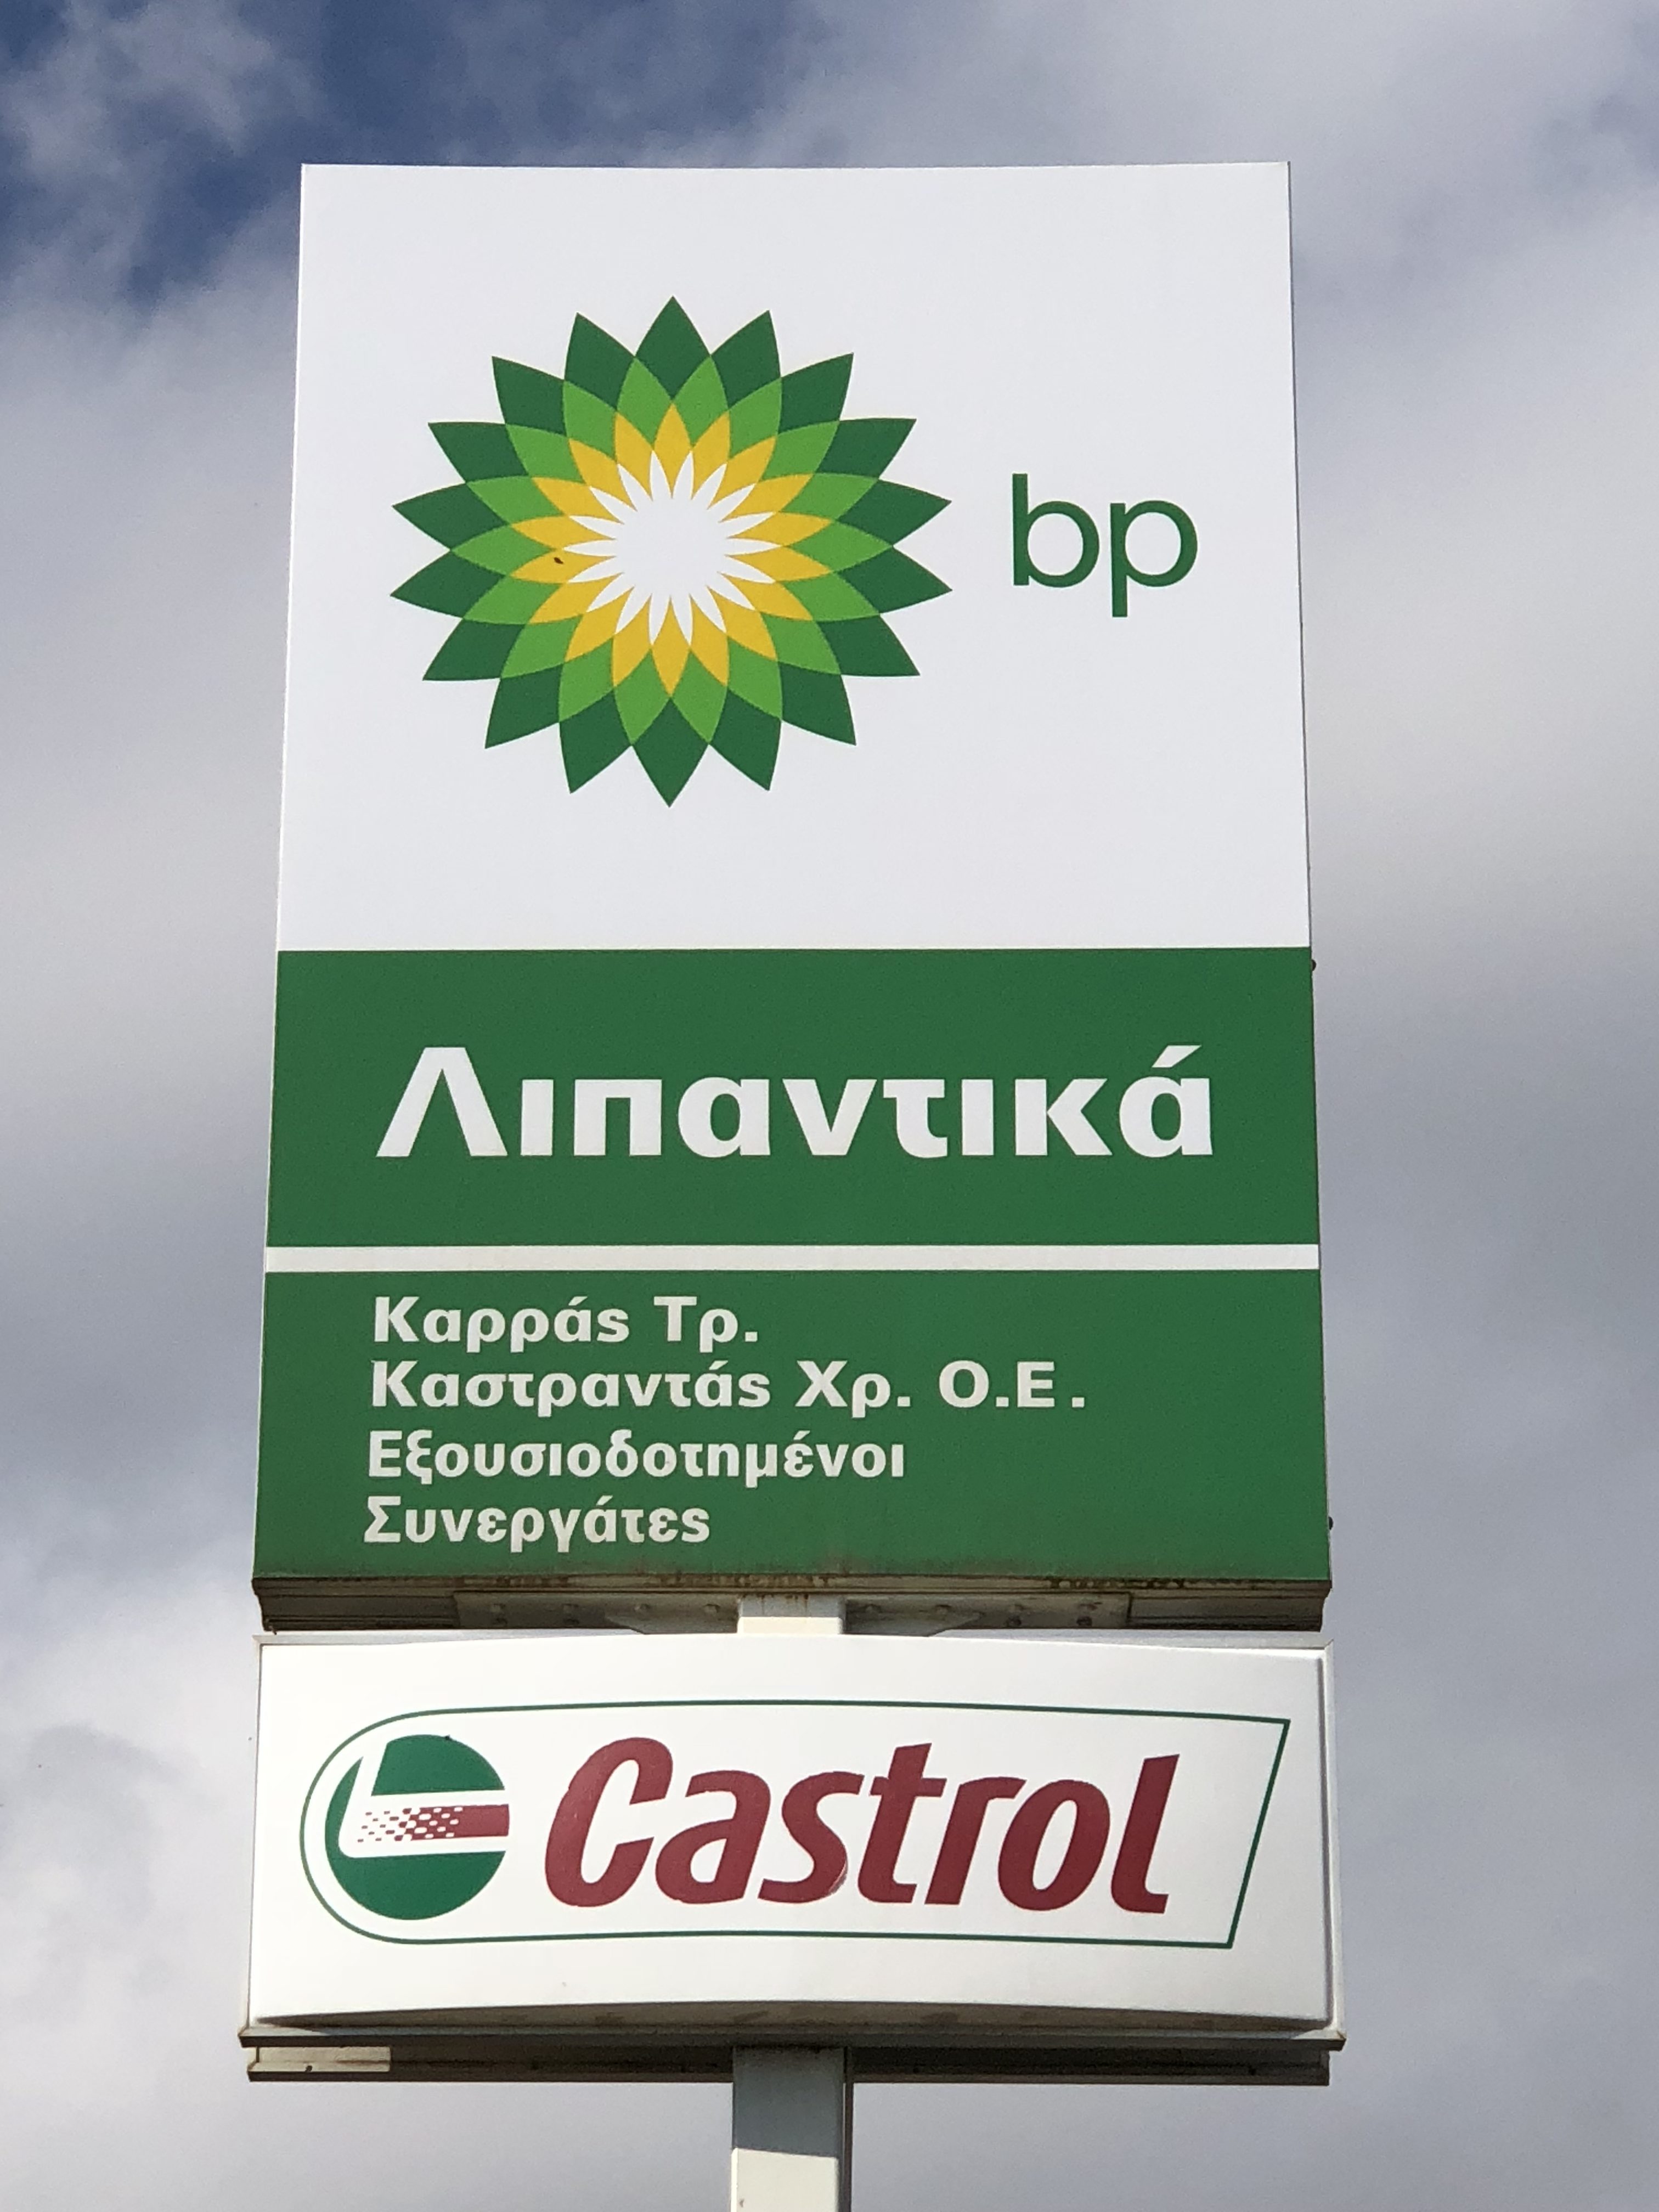 bp
Λιπαντικά
Καρράς Τρ.
Καστραντάς Χρ. Ο.Ε.
Εξουσιοδοτημένοι
Συνεργάτες
Castrol